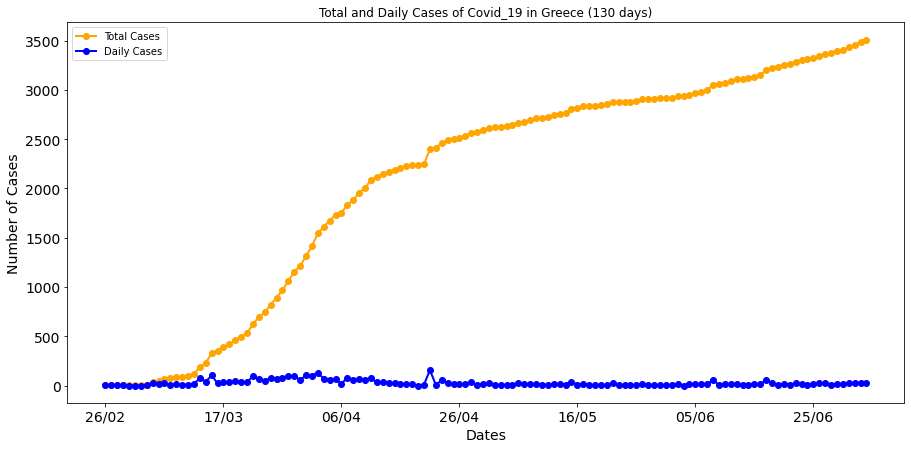 Total and Daily Cases of Covid_19 in Greece (130 days)
Total Cases
Daily Cases
Number of Cases
3500
3000
2500
2000
1500
1000
500
0
26/02 17/03 06/04 26/04 16/05 05/06 25/06
Dates